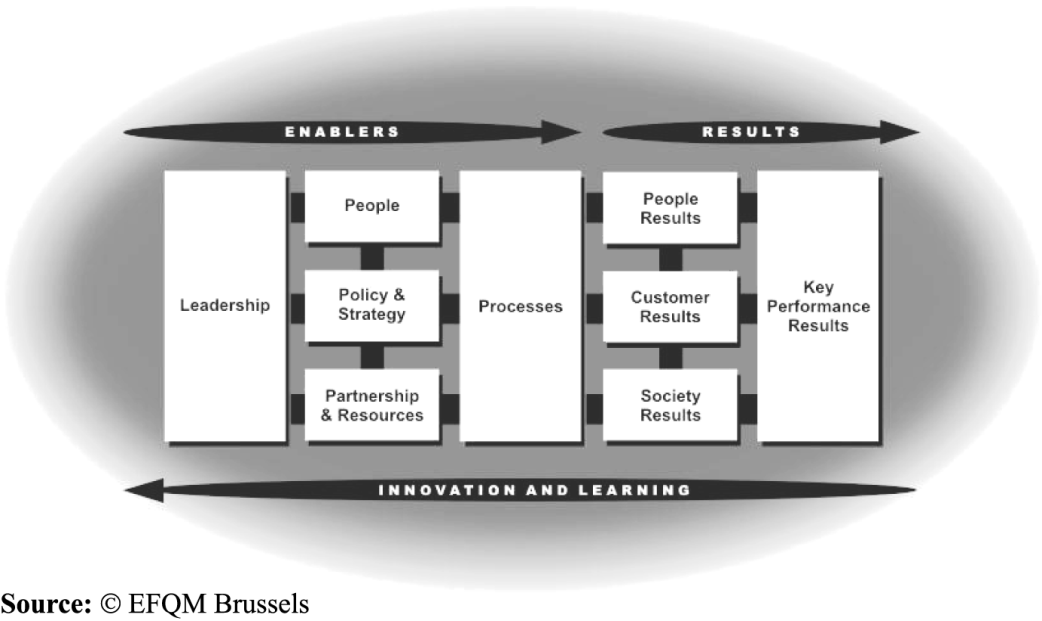 ENABLERS
RESULTS
Leadership
People
Policy &
Strategy
Partnership
& Resources
Processes
People
Results
Customer
Results
Society
Results
Key
Performance
Results
INNOVATION AND LEARNING
Source: © EFQM Brussels